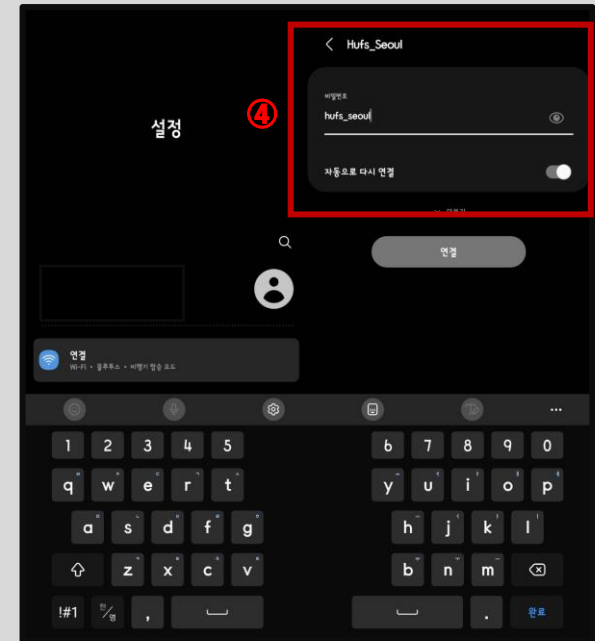 Hufs_Seoul
④
비밀번호
hufs_seoul
설정
자동으로 다시 연결
연결
연결
Wi-Fi • 블루투스 • 비행기 탑승 모드
1 2 3 4 5 6 7 8 9 0
q w e r t y u i o p
a s d f g h j k l
z x c v b n m
!#1 한/영 , . 완료